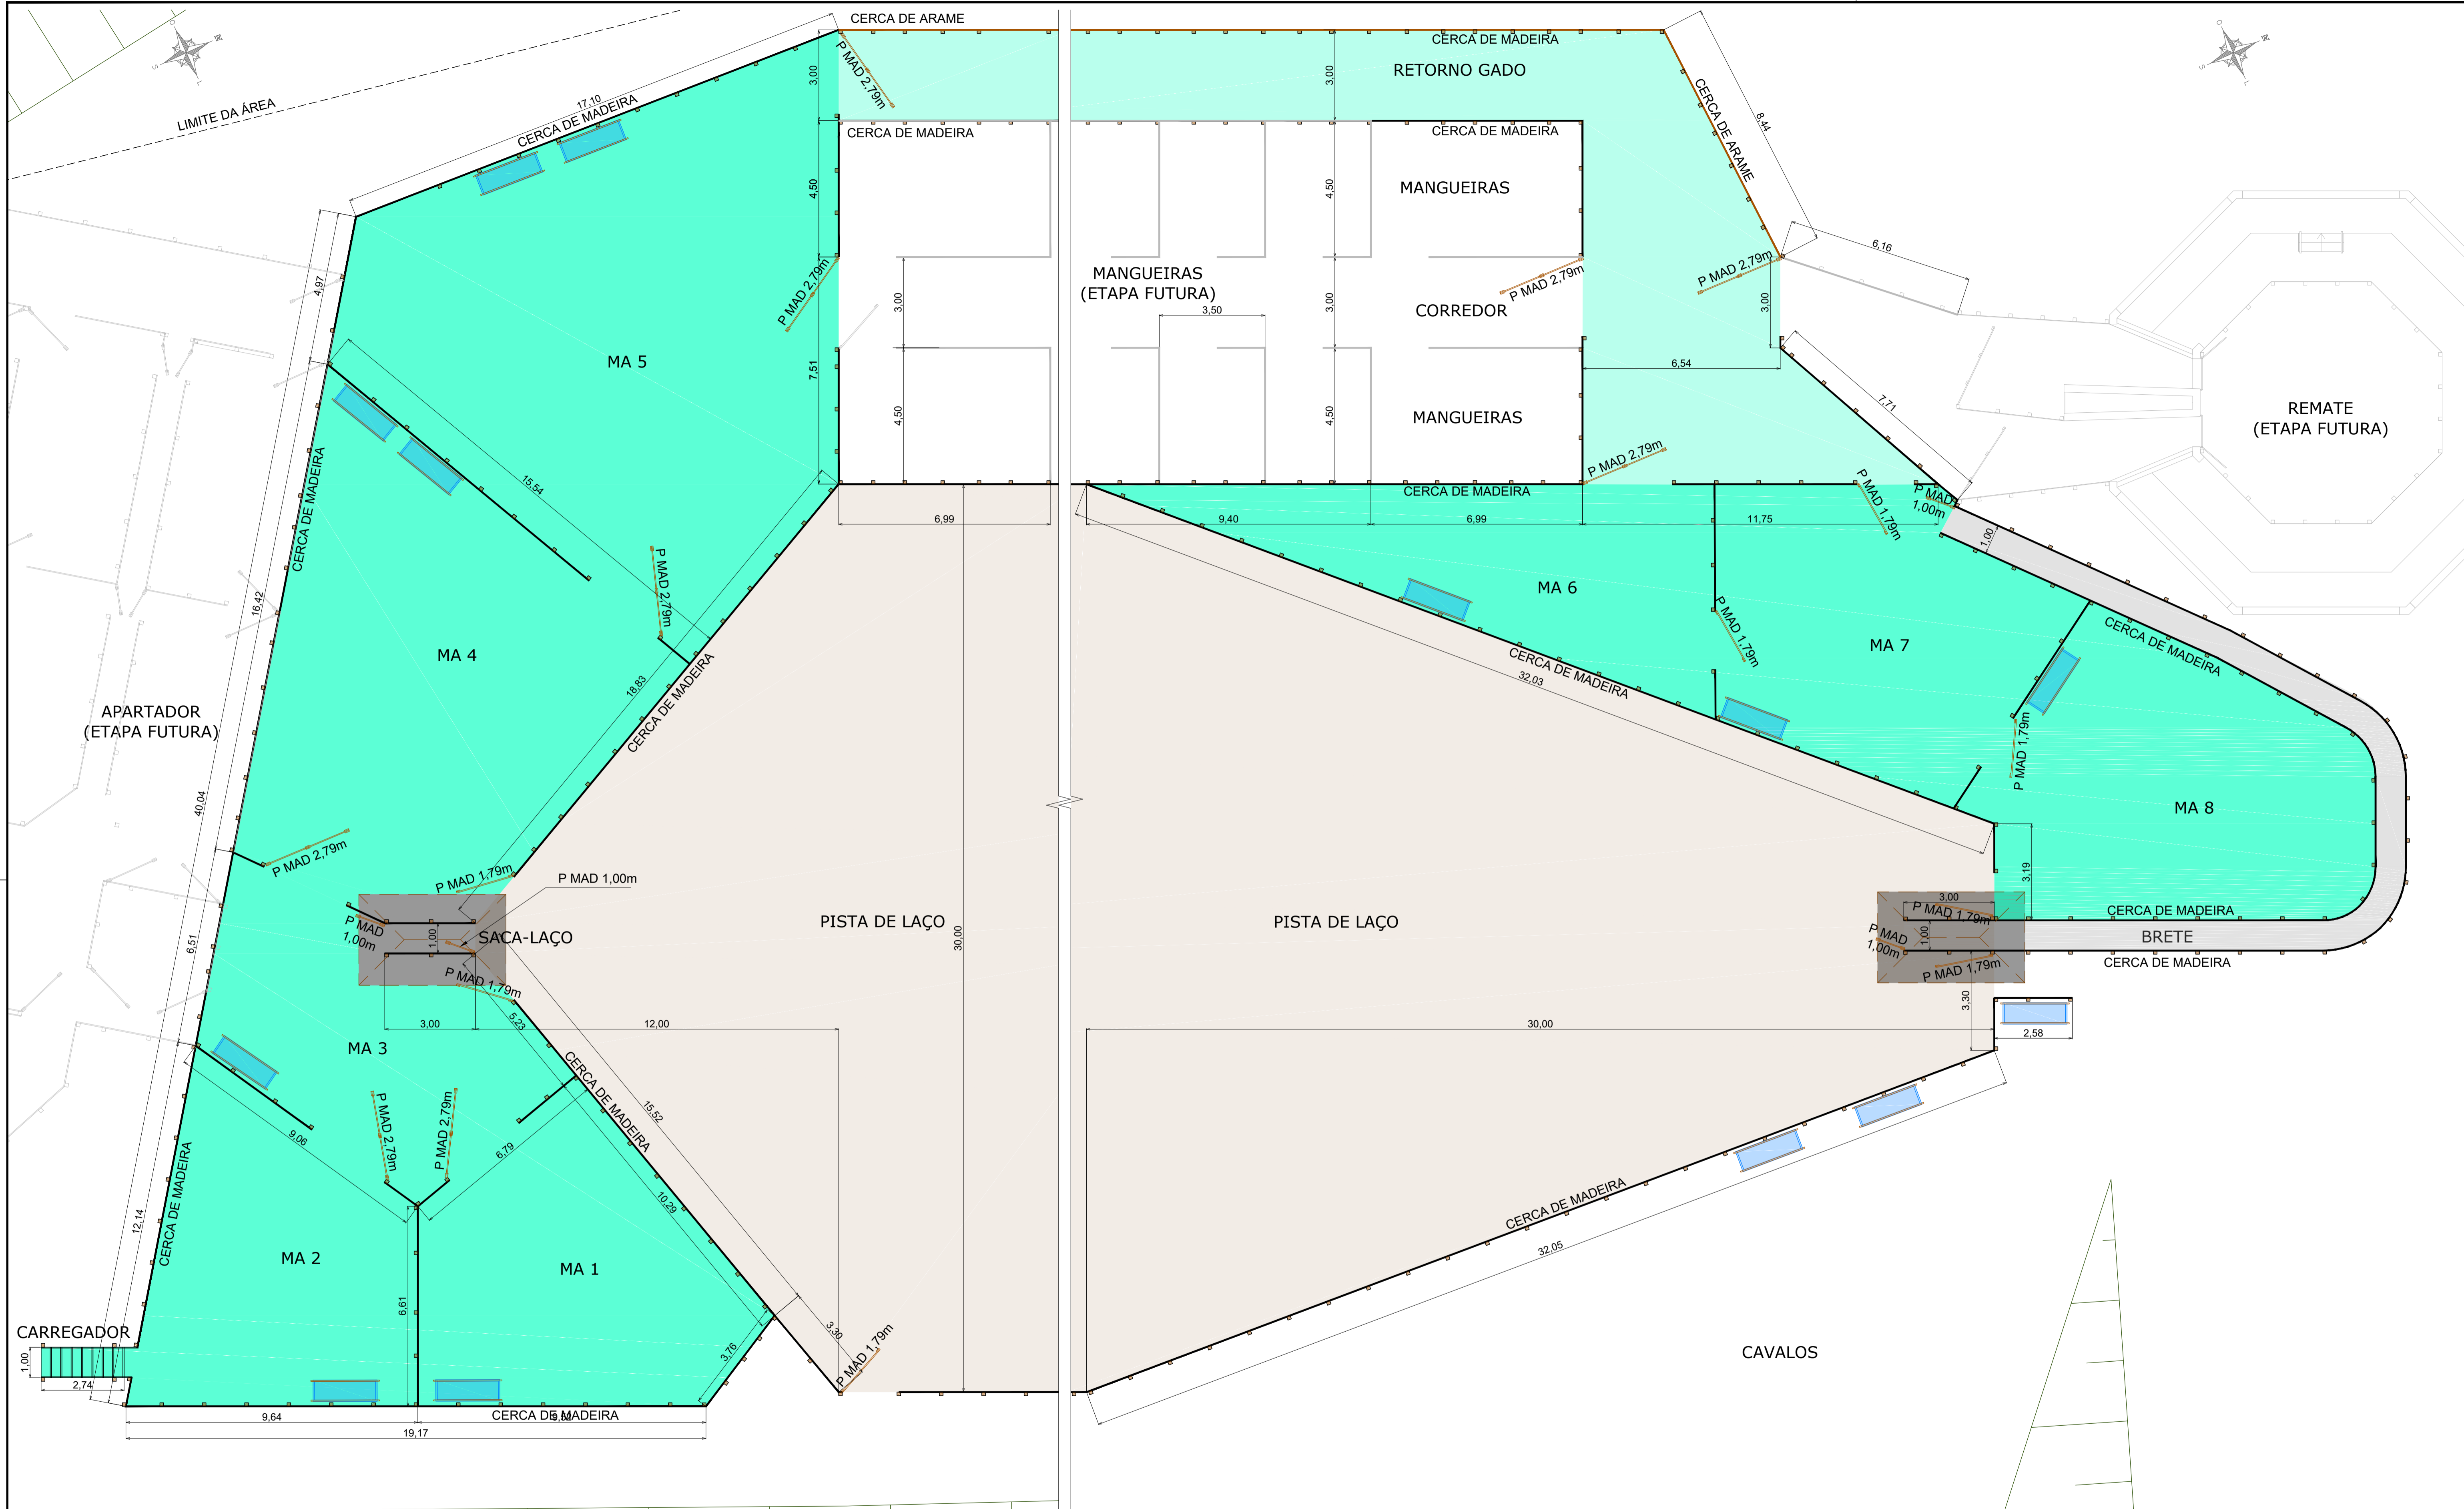 CERCA DE ARAME
CERCA DE MADEIRA
RETORNO GADO
O
N
S
L
O
N
S
L
LIMITE DA ÁREA
17,10
CERCA DE MADEIRA
P MAD 2,79m
3,00
3,00
CERCA DE ARAME
8,44
CERCA DE MADEIRA
CERCA DE MADEIRA
4,50
4,50
MANGUEIRAS
6,16
4,97
P MAD 2,79m
MANGUEIRAS
(ETAPA FUTURA)
P MAD 2,79m
P MAD 2,79m
3,00
3,00
3,00
3,50
CORREDOR
MA 5
7,51
6,54
4,50
4,50
MANGUEIRAS
7,71
REMATE
(ETAPA FUTURA)
15,54
P MAD 2,79m
CERCA DE MADEIRA
P MAD 1,79m
P MAD
1,00m
CERCA DE MADEIRA
6,99
9,40
6,99
11,75
1,00
P MAD 2,79m
MA 6
P MAD 1,79m
16,42
MA 4
MA 7
CERCA DE MADEIRA
18,83
CERCA DE MADEIRA
CERCA DE MADEIRA
32,03
APARTADOR
(ETAPA FUTURA)
P MAD 1,79m
40,04
MA 8
P MAD 2,79m
P MAD 1,79m
P MAD 1,00m
3,19
3,00
P MAD 1,79m
CERCA DE MADEIRA
P MAD
1,00m
1,00
SACA-LAÇO
PISTA DE LAÇO
30,00
PISTA DE LAÇO
P MAD
1,00m
1,00
BRETE
6,51
P MAD 1,79m
P MAD 1,79m
CERCA DE MADEIRA
3,30
3,00
5,23
12,00
30,00
2,58
MA 3
CERCA DE MADEIRA
P MAD 2,79m
P MAD 2,79m
15,52
9,06
6,79
10,29
CERCA DE MADEIRA
12,14
CERCA DE MADEIRA
32,05
MA 2
MA 1
6,61
CARREGADOR
1,00
2,74
3,76
3,30
P MAD 1,79m
CAVALOS
9,64
CERCA DE MADEIRA
19,17